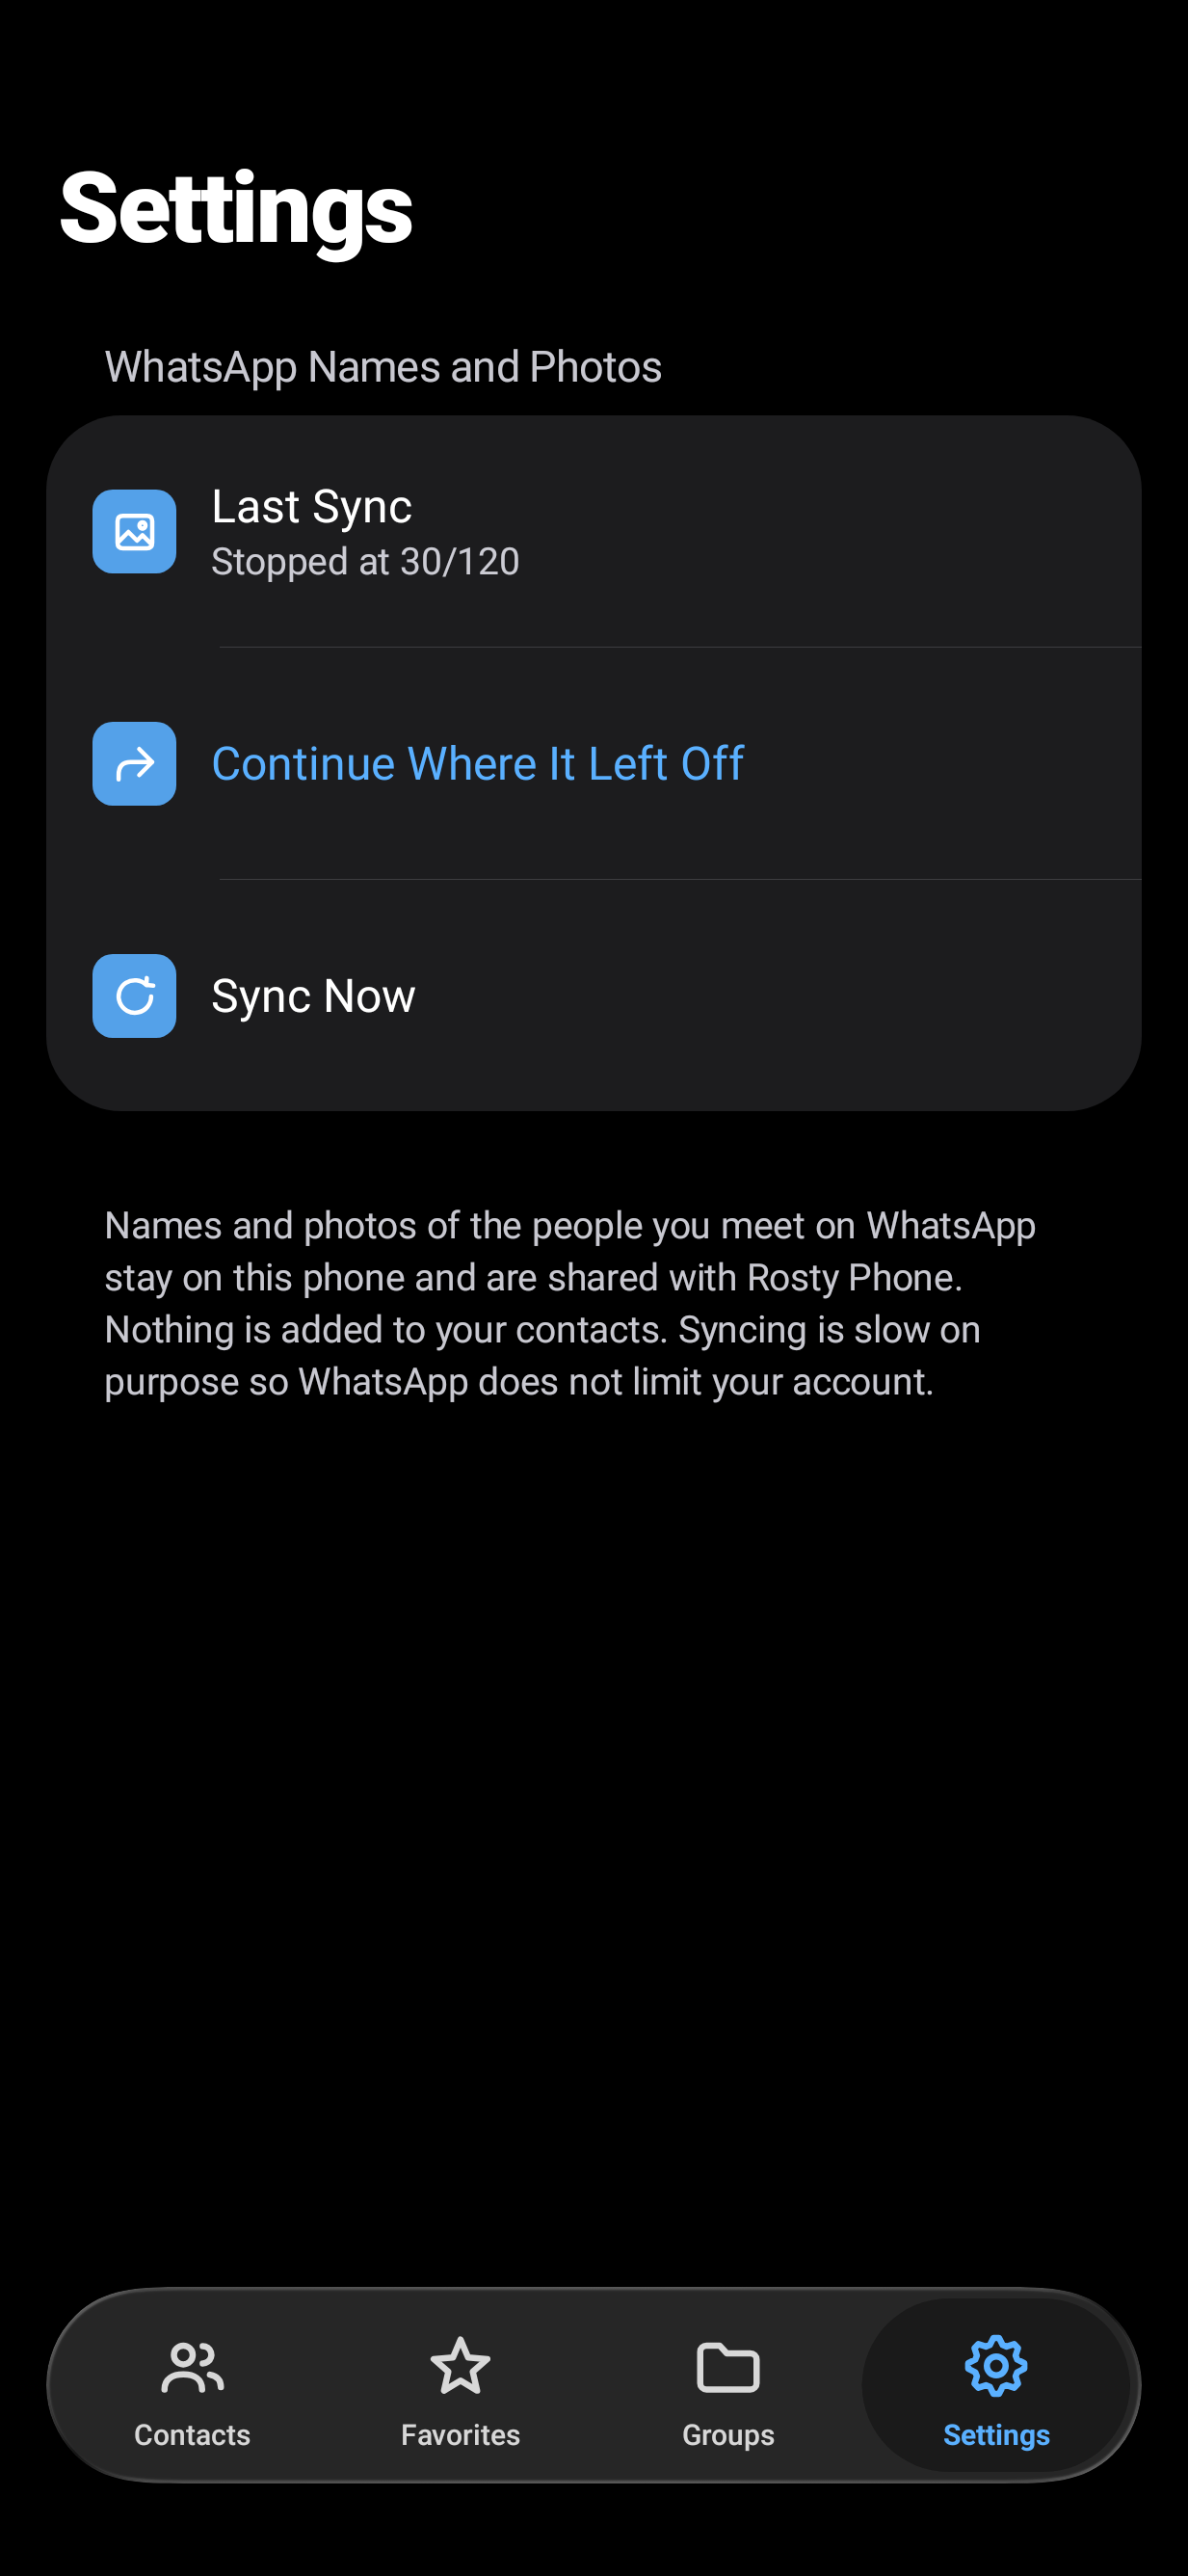 Settings
WhatsApp Names and Photos
Last Sync
Stopped at 30/120
Continue Where It Left Off
Sync Now
Names and photos of the people you meet on WhatsApp
stay on this phone and are shared with Rosty Phone.
Nothing is added to your contacts. Syncing is slow on
purpose so WhatsApp does not limit your account.
Contacts
Favorites
Groups
Settings